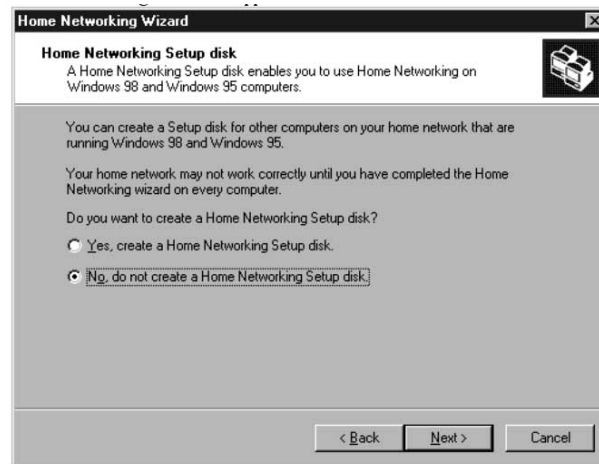 Home Networking Wizard
Home Networking Setup disk
A Home Networking Setup disk enables you to use Home Networking on
Windows 98 and Windows 95 computers.
You can create a Setup disk for other computers on your home network that are
running Windows 98 and Windows 95.
Your home network may not work correctly until you have completed the Home
Networking wizard on every computer.
Do you want to create a Home Networking Setup disk?
Yes, create a Home Networking Setup disk.
No, do not create a Home Networking Setup disk.
< Back
Next >
Cancel